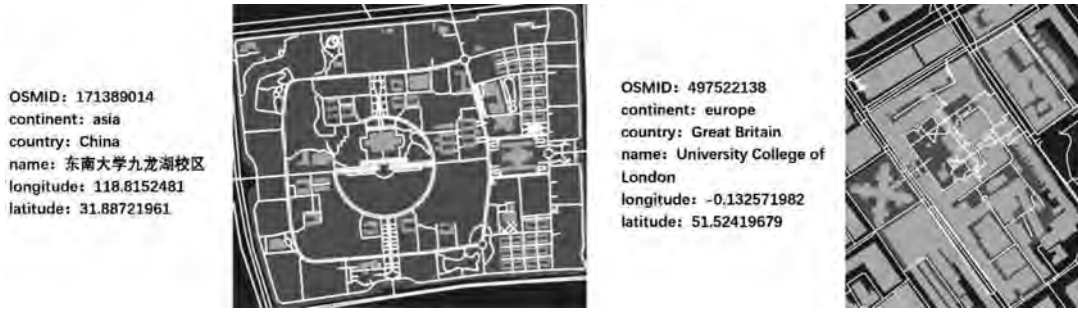 OSMID: 171389014
continent: asia
country: China
name: 东南大学九龙湖校区
longitude: 118.8152481
latitude: 31.88721961
OSMID: 497522138
continent: europe
country: Great Britain
name: University College of
London
longitude: -0.132571982
latitude: 51.52419679